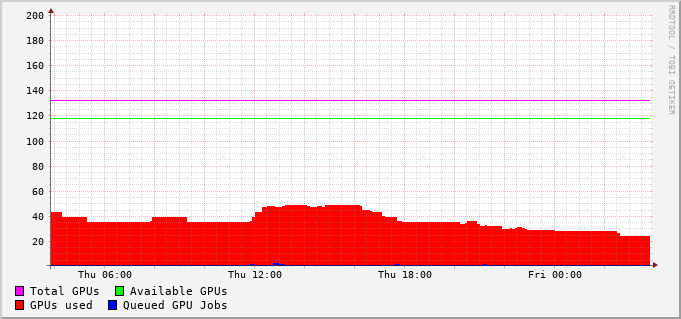 200
180
160
140
120
100
80
60
40
20
Thu 06:00 Thu 12:00 Thu 18:00 Fri 00:00
Total GPUs Available GPUs
GPUs used Queued GPU Jobs
RRDTOOL / TOBI OETIKER